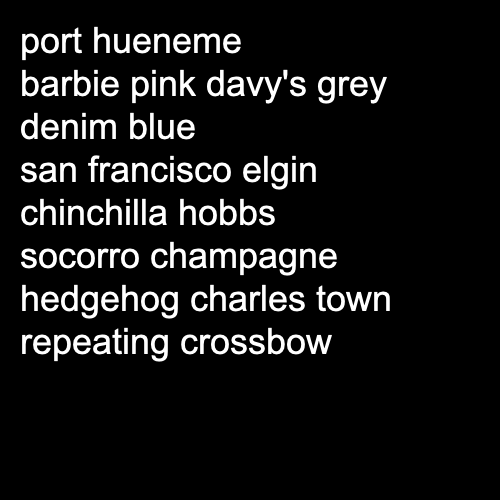 port hueneme
barbie pink davy's grey
denim blue
san francisco elgin
chinchilla hobbs
socorro champagne
hedgehog charles town
repeating crossbow